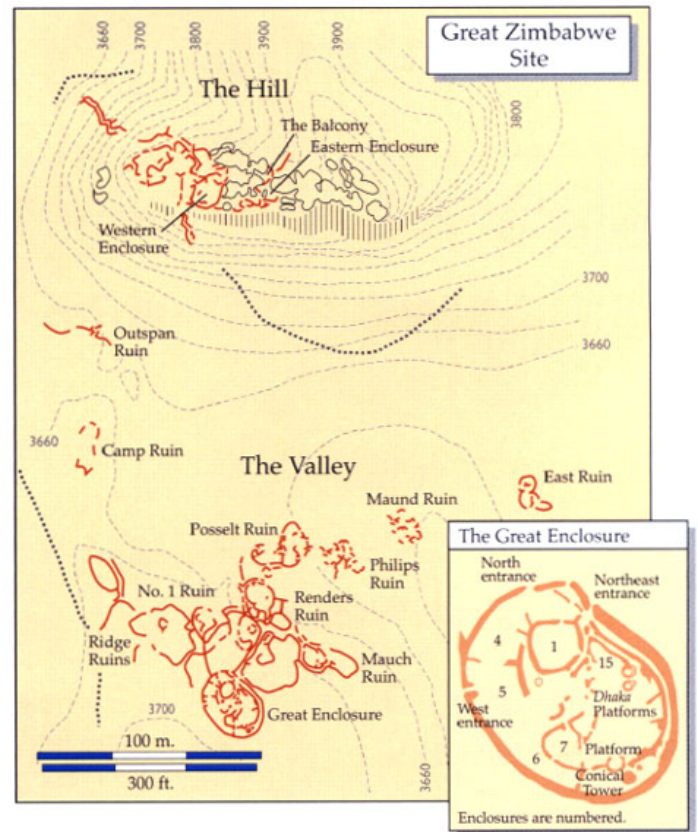 Great Zimbabwe
Site
3660
3700
3800
3900
3900
3800
The Hill
The Balcony
Eastern Enclosure
Western
Enclosure
3700
3660
Outspan
Ruin
3660
Camp Ruin
The Valley
East Ruin
Maund Ruin
Posselt Ruin
Philips
Ruin
No. 1 Ruin
Renders
Ruin
Ridge
Ruins
Mauch
Ruin
3700
Great Enclosure
100 m.
300 ft.
3660
The Great Enclosure
North
entrance
Northeast
entrance
4
1
15
5
Dhaka
Platforms
West
entrance
7
Platform
6
Conical
Tower
Enclosures are numbered.